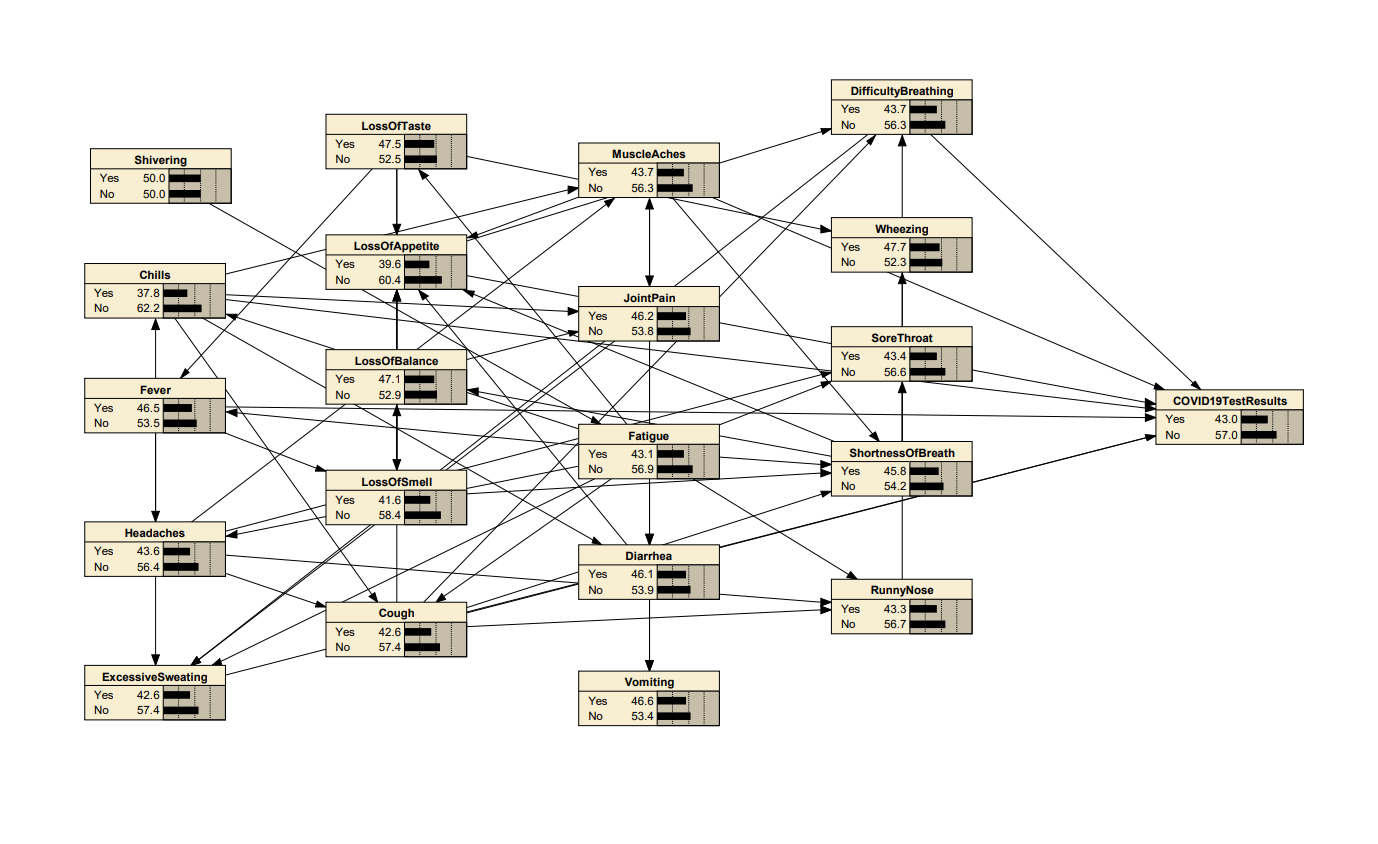 Shivering
Yes 50.0
No 50.0
Chills
Yes 37.8
No 62.2
Fever
Yes 46.5
No 53.5
Headaches
Yes 43.6
No 56.4
ExcessiveSweating
Yes 42.6
No 57.4
LossOfTaste
Yes 47.5
No 52.5
LossOfAppetite
Yes 39.6
No 60.4
LossOfBalance
Yes 47.1
No 52.9
LossOfSmell
Yes 41.6
No 58.4
Cough
Yes 42.6
No 57.4
MuscleAches
Yes 43.7
No 56.3
JointPain
Yes 46.2
No 53.8
Fatigue
Yes 43.1
No 56.9
Diarrhea
Yes 46.1
No 53.9
Vomiting
Yes 46.6
No 53.4
DifficultyBreathing
Yes 43.7
No 56.3
Wheezing
Yes 47.7
No 52.3
SoreThroat
Yes 43.4
No 56.6
ShortnessOfBreath
Yes 45.8
No 54.2
RunnyNose
Yes 43.3
No 56.7
COVID19TestResults
Yes 43.0
No 57.0